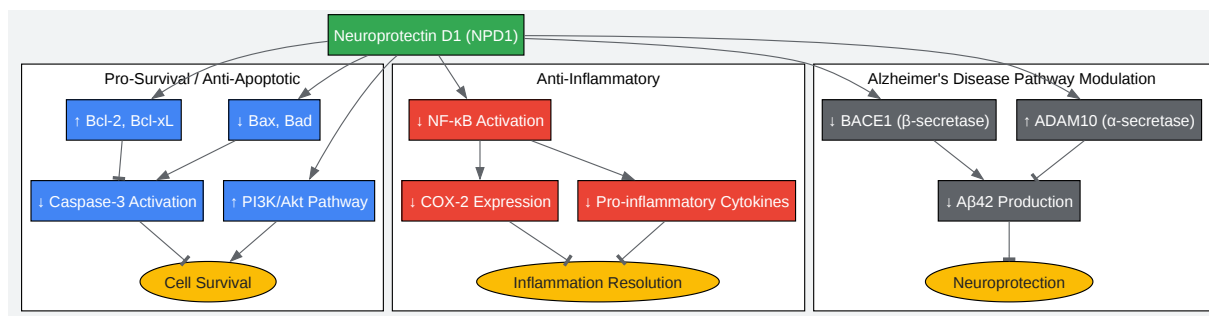 Neuroprotectin D1 (NPD1)
Pro-Survival / Anti-Apoptotic
Anti-Inflammatory
Alzheimer's Disease Pathway Modulation
↑ Bcl-2, Bcl-xL
↓ Bax, Bad
↓ NF-κB Activation
↓ BACE1 (β-secretase)
↑ ADAM10 (α-secretase)
↓ Caspase-3 Activation
↑ PI3K/Akt Pathway
↓ COX-2 Expression
↓ Pro-inflammatory Cytokines
↓ Aβ42 Production
Cell Survival
Inflammation Resolution
Neuroprotection